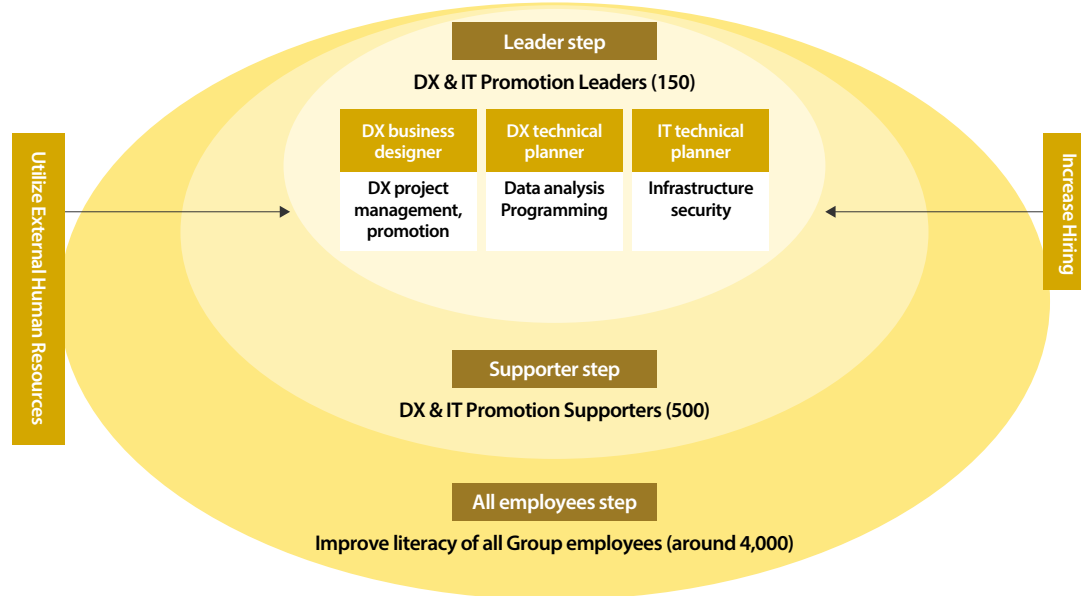 Leader step
DX & IT Promotion Leaders (150)
DX business
designer
DX project
management,
promotion
DX technical
planner
Data analysis
Programming
IT technical
planner
Infrastructure
security
Utilize External Human Resources
Increase Hiring
Supporter step
DX & IT Promotion Supporters (500)
All employees step
Improve literacy of all Group employees (around 4,000)